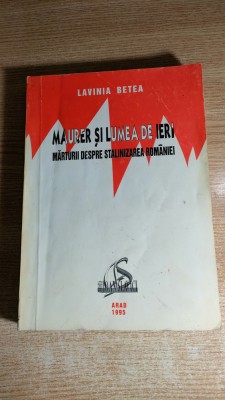 LAVINIA BETEA
MAURER ȘI LUMEA DE IERI
MĂRTURII DESPRE STALINIZAREA ROMÂNIEI
ARAD
1995